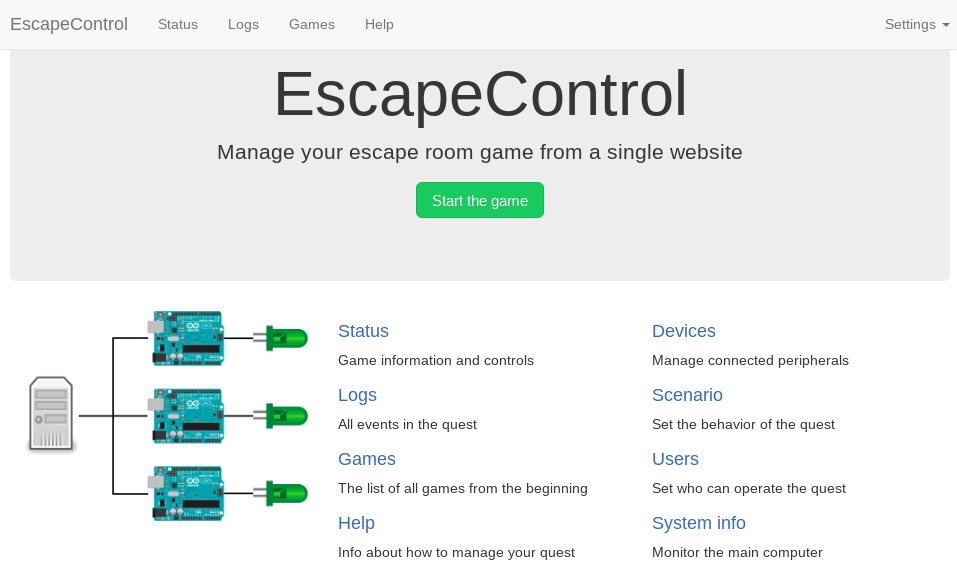 EscapeControl Status Logs Games Help Settings
EscapeControl
Manage your escape room game from a single website
Start the game
Status
Game information and controls
Logs
All events in the quest
Games
The list of all games from the beginning
Help
Info about how to manage your quest
Devices
Manage connected peripherals
Scenario
Set the behavior of the quest
Users
Set who can operate the quest
System info
Monitor the main computer